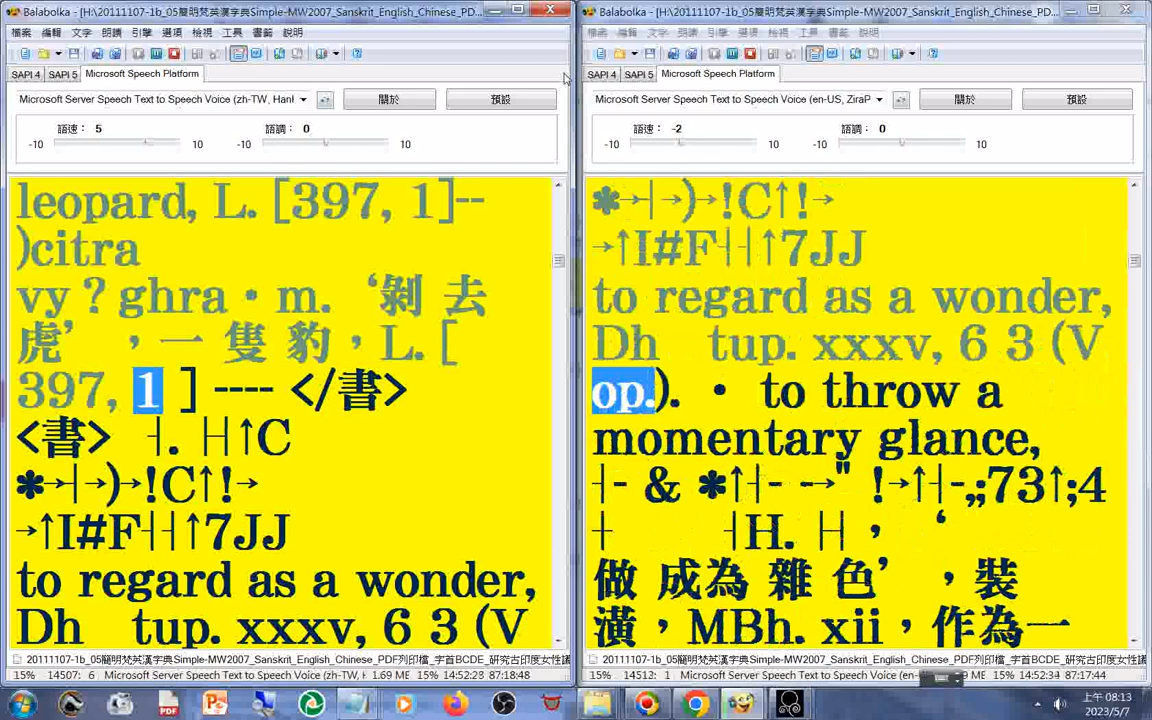 Balabolka - [H:\20111107-1b_05簡明梵英漢字典Simple-MW2007_Sanskrit_English_Chinese_PD...
檔案 編輯 文字 朗讀 引擎 選項 檢視 工具 書籤 說明
SAPI 4 SAPI 5 Microsoft Speech Platform
Microsoft Server Speech Text to Speech Voice (zh-TW, Hanl 關於 預設
語速: 5 語調: 0
-10 10 -10 10
leopard, L. [397, 1]--
)citra
vy ? ghra • m. ‘剝 去
虎’ ，一 隻 豹，L. [
397, 1 ] ---- </書>
<書> ┤. ├↑C
✽→┤→)→!C↑!→
→↑I#F┤┤↑7JJ
to regard as a wonder,
Dh tup. xxxv, 6 3 (V
20111107-1b_05簡明梵英漢字典Simple-MW2007_Sanskrit_English_Chinese_PDF列印檔_字首BCDE_研究古印度女性議
15% 14507: 6 Microsoft Server Speech Text to Speech Voice (zh-TW, 1.69 ME 15% 14:52:28 87:18:48
Balabolka - [H:\20111107-1b_05簡明梵英漢字典Simple-MW2007_Sanskrit_English_Chinese_PD...
檔案 編輯 文字 朗讀 引擎 選項 檢視 工具 書籤 說明
SAPI 4 SAPI 5 Microsoft Speech Platform
Microsoft Server Speech Text to Speech Voice (en-US, ZiraP 關於 預設
語速: -2 語調: 0
-10 10 -10 10
✽→┤→)→!C↑!→
→↑I#F┤┤↑7JJ
to regard as a wonder,
Dh tup. xxxv, 6 3 (V
op.). • to throw a
momentary glance,
├- & ✽↑├- -→" !→↑├-,;73↑;4
├ ┤H. ├ ， ‘
做 成為 雜 色’ ，裝
潢，MBh. xii，作為一
20111107-1b_05簡明梵英漢字典Simple-MW2007_Sanskrit_English_Chinese_PDF列印檔_字首BCDE_研究古印度女性議
15% 14512: 1 Microsoft Server Speech Text to Speech Voice (en- ME 15% 14:52:34 87:17:44
上午 08:13
2023/5/7